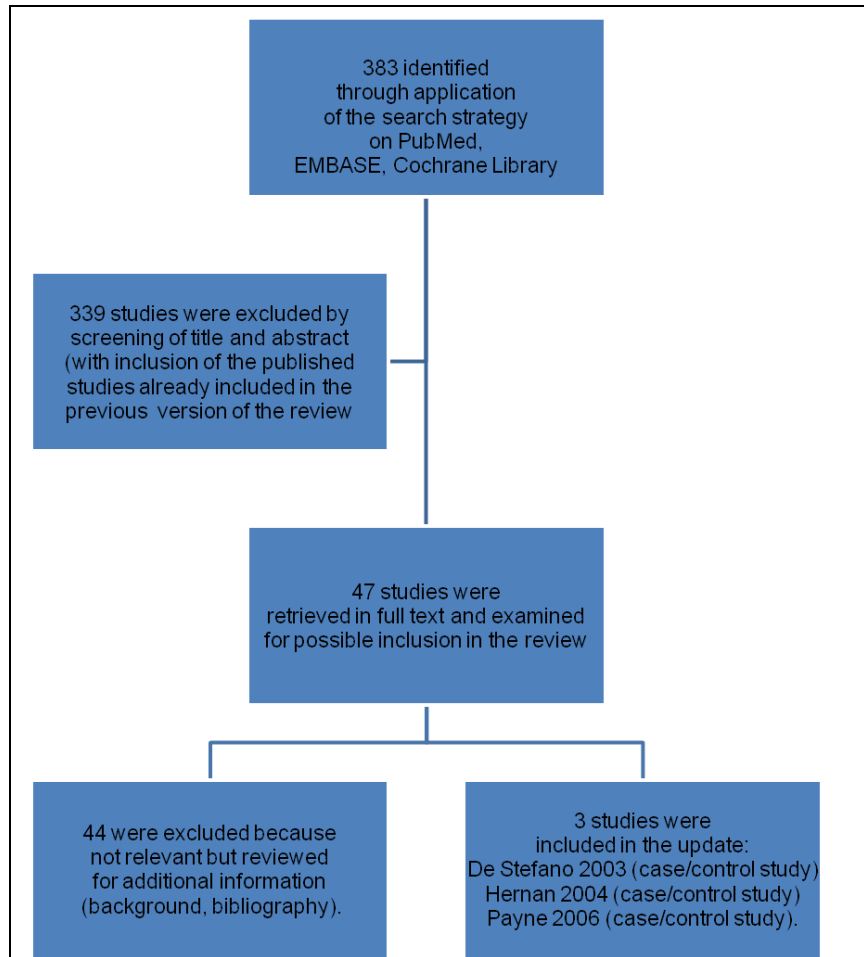 383 identified
through application
of the search strategy
on PubMed,
EMBASE, Cochrane Library
339 studies were excluded by
screening of title and abstract
(with inclusion of the published
studies already included in the
previous version of the review
47 studies were
retrieved in full text and examined
for possible inclusion in the review
44 were excluded because
not relevant but reviewed
for additional information
(background, bibliography).
3 studies were
included in the update:
De Stefano 2003 (case/control study)
Hernan 2004 (case/control study)
Payne 2006 (case/control study).